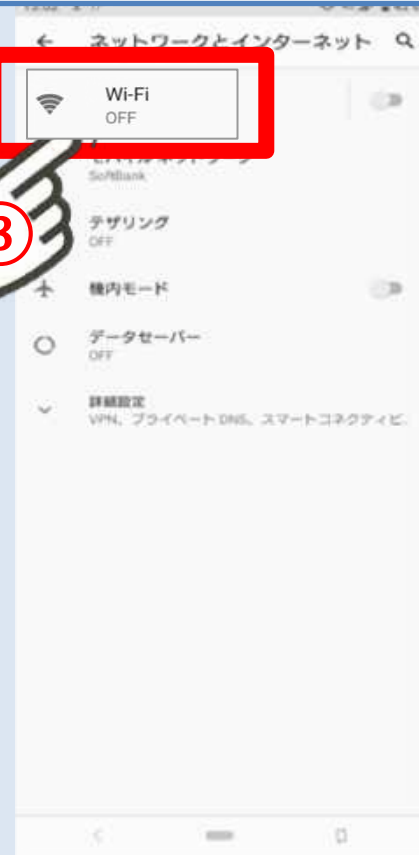 ネットワークとインターネット
Wi-Fi
OFF
SoftBank
テザリング
OFF
機内モード
データセーバー
OFF
詳細設定
VPN、プライベート DNS、スマートコネクティビ
3